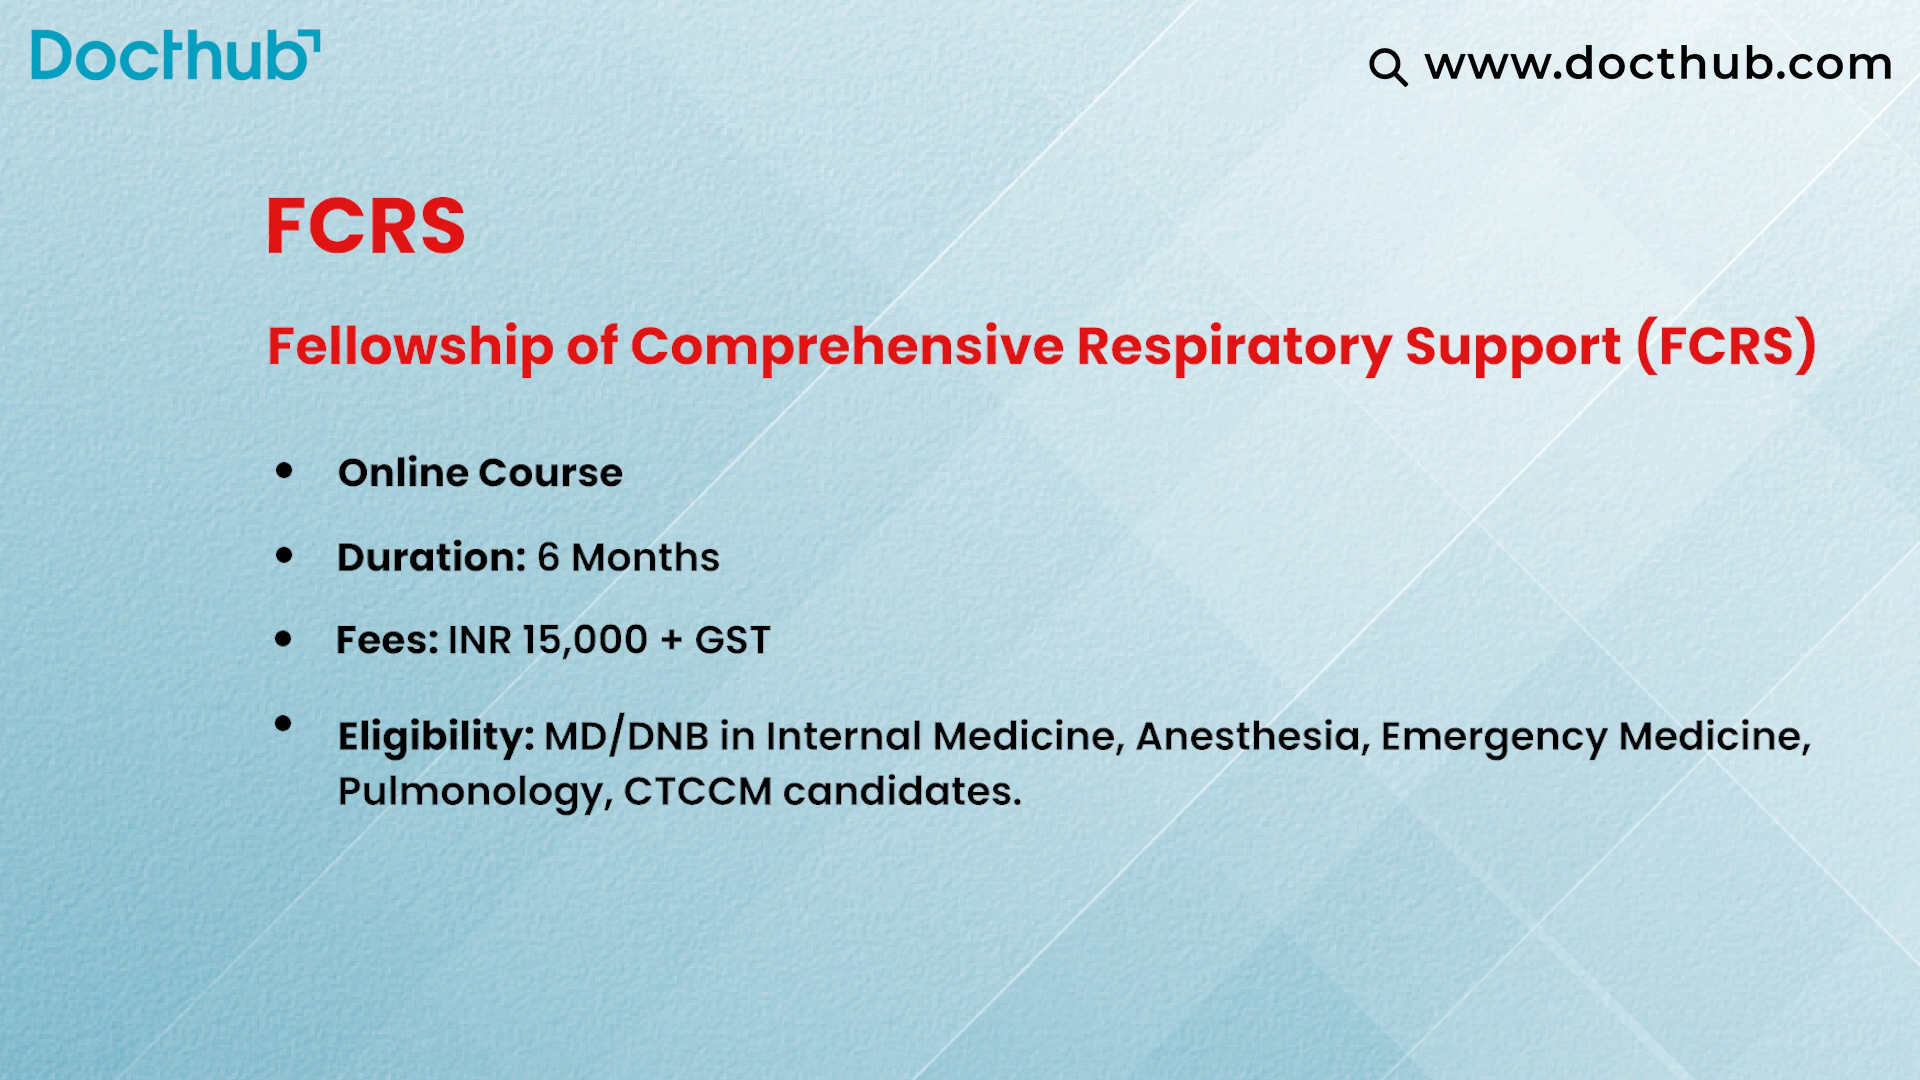 Docthub
www.docthub.com
FCRS
Fellowship of Comprehensive Respiratory Support (FCRS)
• Online Course
• Duration: 6 Months
• Fees: INR 15,000 + GST
• Eligibility: MD/DNB in Internal Medicine, Anesthesia, Emergency Medicine,
Pulmonology, CTCCM candidates.